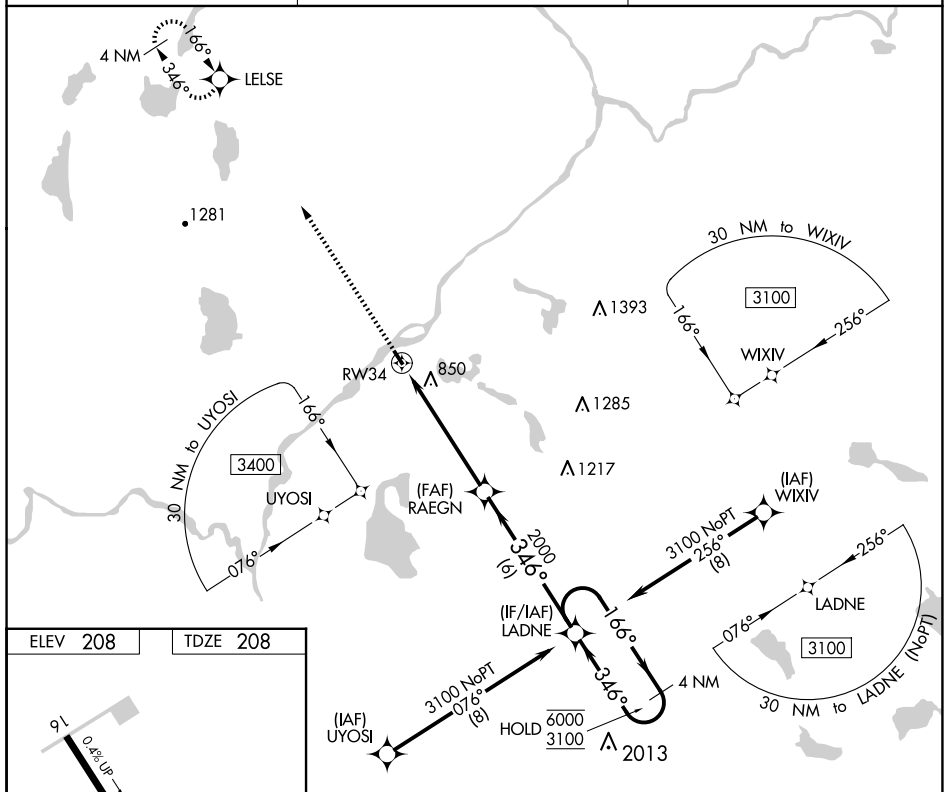 166°
4 NM
346°
LELSE
1281
30 NM to WIXIV
3100
166°
256°
WIXIV
1393
RW34
850
1285
30 NM to UYOSI
166°
3400
UYOSI
076°
1217
(FAF)
RAEGN
(IAF)
WIXIV
3100 NoPT
256°
(8)
2000
346°
(6)
256°
LADNE
076°
3100
30 NM to LADNE (NoPT)
(IF/IAF)
LADNE
166°
346°
4 NM
3100 NoPT
076°
(8)
HOLD 6000
3100
2013
(IAF)
UYOSI
ELEV 208
TDZE 208
16
0.4% UP